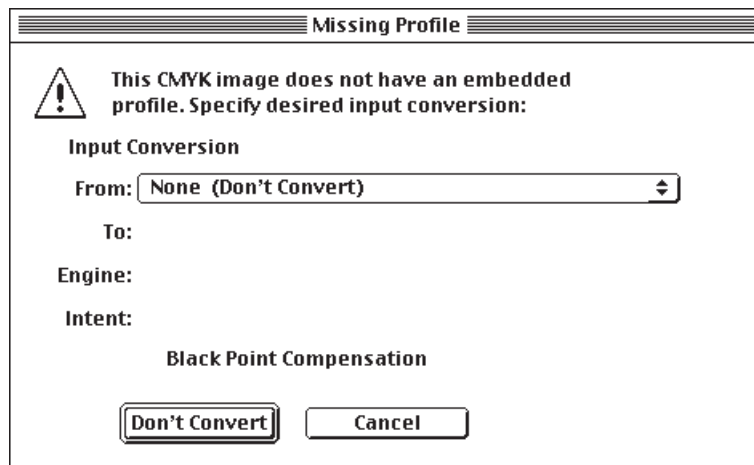 Missing Profile
This CMYK image does not have an embedded
profile. Specify desired input conversion:
Input Conversion
From: None (Don't Convert)
To:
Engine:
Intent:
Black Point Compensation
Don't Convert Cancel